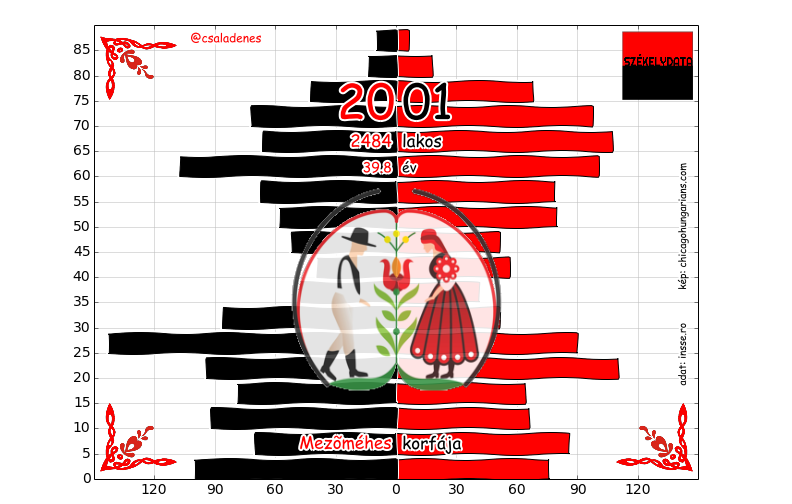 @csaladenes
SZÉKELYDATA
2001
2484 lakos
39.8 év
kép: chicagohungarians.com
adat: insse.ro
Mezőméhes korfája
85
80
75
70
65
60
55
50
45
40
35
30
25
20
15
10
5
0
120 90 60 30 0 30 60 90 120